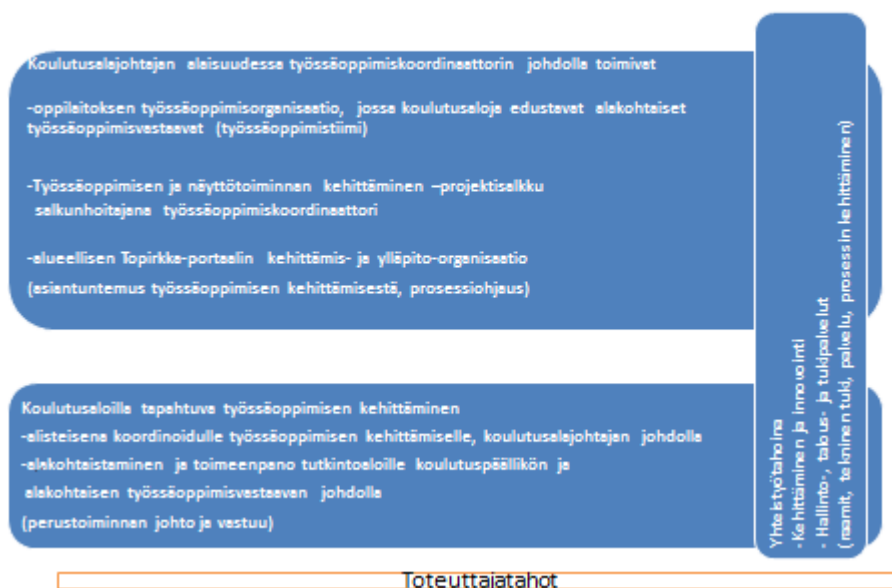 Koulutusalajohtajan alaisuudessa työssäoppimiskoordinaattorin johdolla toimivat
-oppilaitoksen työssäoppimisorganisaatio, jossa koulutusaloja edustavat alakohtaiset
työssäoppimisvastaavat (työssäoppimistiimi)
-Työssäoppimisen ja näyttötoiminnan kehittäminen –projektisalkku
salkunhoitajana työssäoppimiskoordinaattori
-alueellisen Topirkka-portaalin kehittämis- ja ylläpito-organisaatio
(asiantuntemus työssäoppimisen kehittämisestä, prosessiohjaus)
Koulutusaloilla tapahtuva työssäoppimisen kehittäminen
-alisteisena koordinoidulle työssäoppimisen kehittämiselle, koulutusalajohtajan johdolla
-alakohtaistaminen ja toimeenpano tutkintoaloille koulutuspäällikön ja
alakohtaisen työssäoppimisvastaavan johdolla
(perustoiminnan johto ja vastuu)
Yhteistyötahoina
- Kehittäminen ja innovointi
- Hallinto-, talous- ja tukipalvelut
(raamit, tekninen tuki, palvelu, prosessin kehittäminen)
Toteuttajatahot